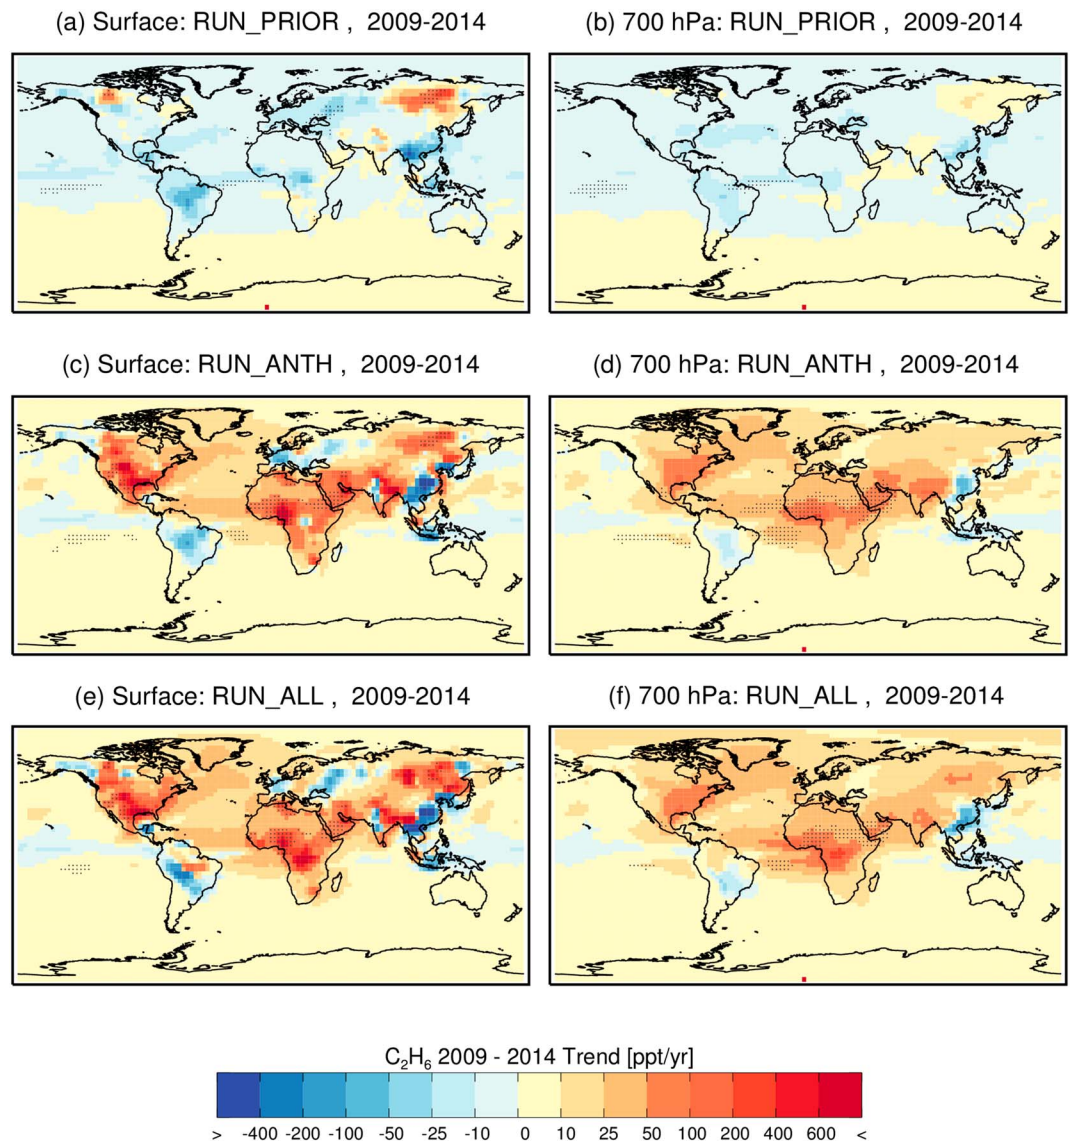 (a) Surface: RUN_PRIOR , 2009-2014
(b) 700 hPa: RUN_PRIOR , 2009-2014
(c) Surface: RUN_ANTH , 2009-2014
(d) 700 hPa: RUN_ANTH , 2009-2014
(e) Surface: RUN_ALL , 2009-2014
(f) 700 hPa: RUN_ALL , 2009-2014
C₂H₆ 2009 - 2014 Trend [ppt/yr]
> -400 -200 -100 -50 -25 -10 0 10 25 50 100 200 400 600 <